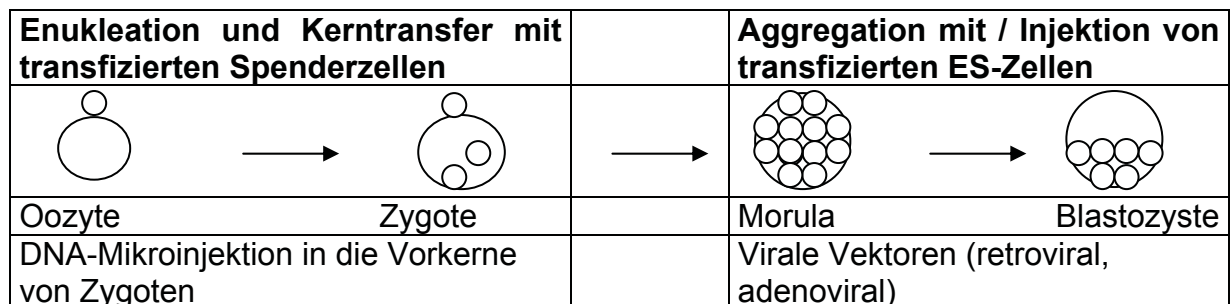 Enukleation und Kerntransfer mit
transfizierten Spenderzellen
Aggregation mit / Injektion von
transfizierten ES-Zellen
Oozyte Zygote
Morula Blastozyste
DNA-Mikroinjektion in die Vorkerne
von Zygoten
Virale Vektoren (retroviral,
adenoviral)